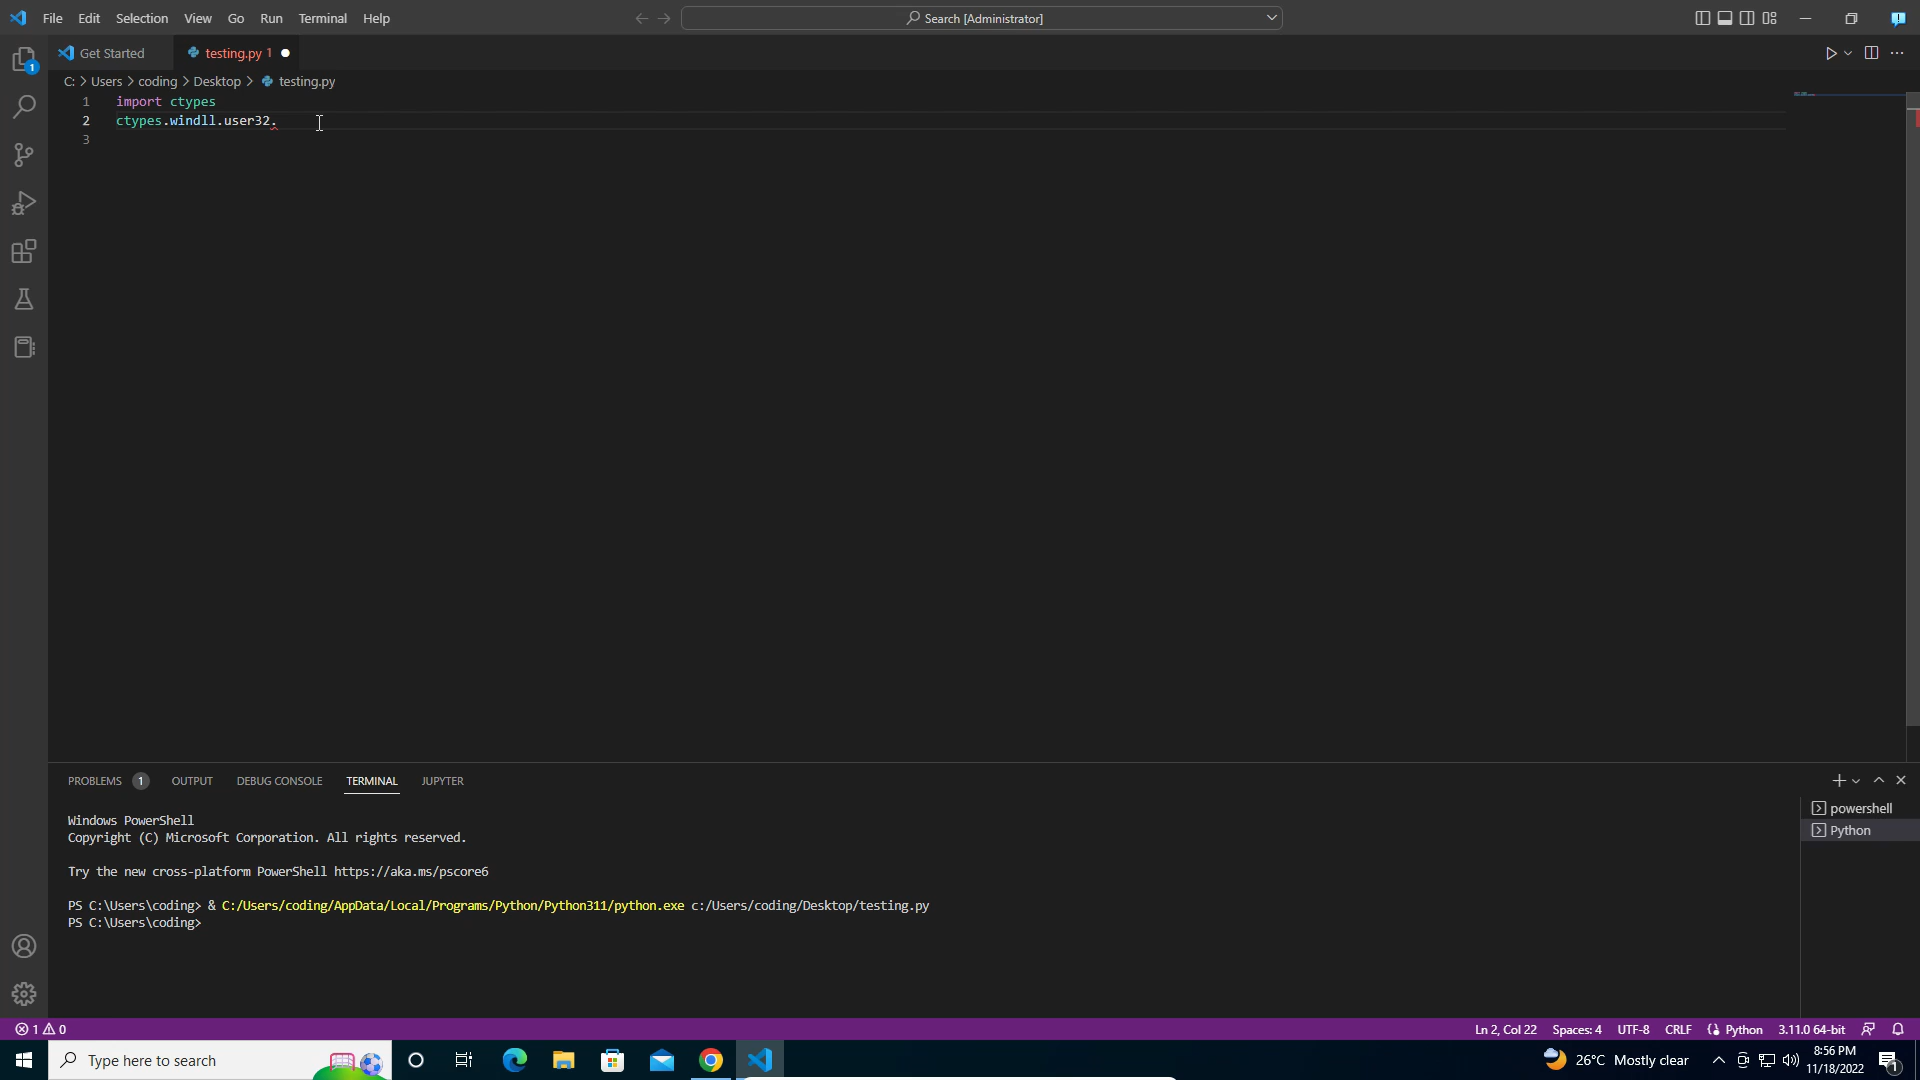 File Edit Selection View Go Run Terminal Help
Search [Administrator]
Get Started testing.py 1
C: > Users > coding > Desktop > testing.py
1 import ctypes
2 ctypes.windll.user32.
3
PROBLEMS 1 OUTPUT DEBUG CONSOLE TERMINAL JUPYTER
powershell
Python
Windows PowerShell
Copyright (C) Microsoft Corporation. All rights reserved.
Try the new cross-platform PowerShell https://aka.ms/pscore6
PS C:\Users\coding> & C:/Users/coding/AppData/Local/Programs/Python/Python311/python.exe c:/Users/coding/Desktop/testing.py
PS C:\Users\coding>
1 0 Ln 2, Col 22 Spaces: 4 UTF-8 CRLF Python 3.11.0 64-bit
Type here to search
26°C Mostly clear
8:56 PM
11/18/2022
1
1